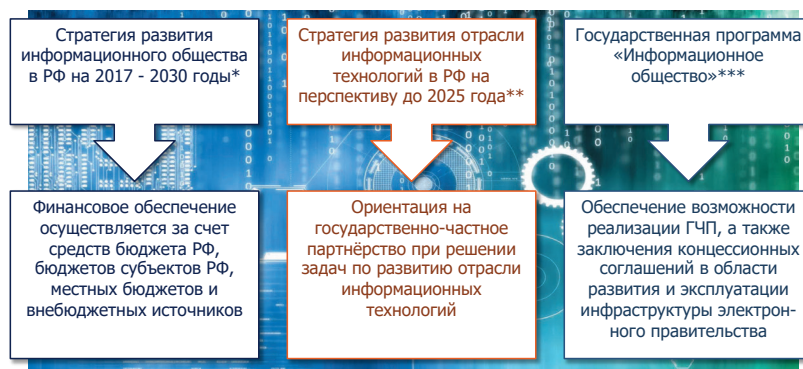 Стратегия развития
информационного общества
в РФ на 2017 - 2030 годы*
Стратегия развития отрасли
информационных
технологий в РФ на
перспективу до 2025 года**
Государственная программа
«Информационное
общество»***
Финансовое обеспечение
осуществляется за счет
средств бюджета РФ,
бюджетов субъектов РФ,
местных бюджетов и
внебюджетных источников
Ориентация на
государственно-частное
партнёрство при решении
задач по развитию отрасли
информационных
технологий
Обеспечение возможности
реализации ГЧП, а также
заключения концессионных
соглашений в области
развития и эксплуатации
инфраструктуры электрон-
ного правительства